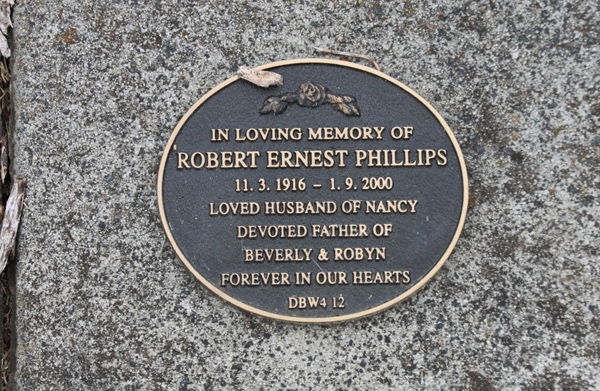 IN LOVING MEMORY OF
ROBERT ERNEST PHILLIPS
11. 3. 1916 – 1. 9. 2000
LOVED HUSBAND OF NANCY
DEVOTED FATHER OF
BEVERLY & ROBYN
FOREVER IN OUR HEARTS
DBW4 12